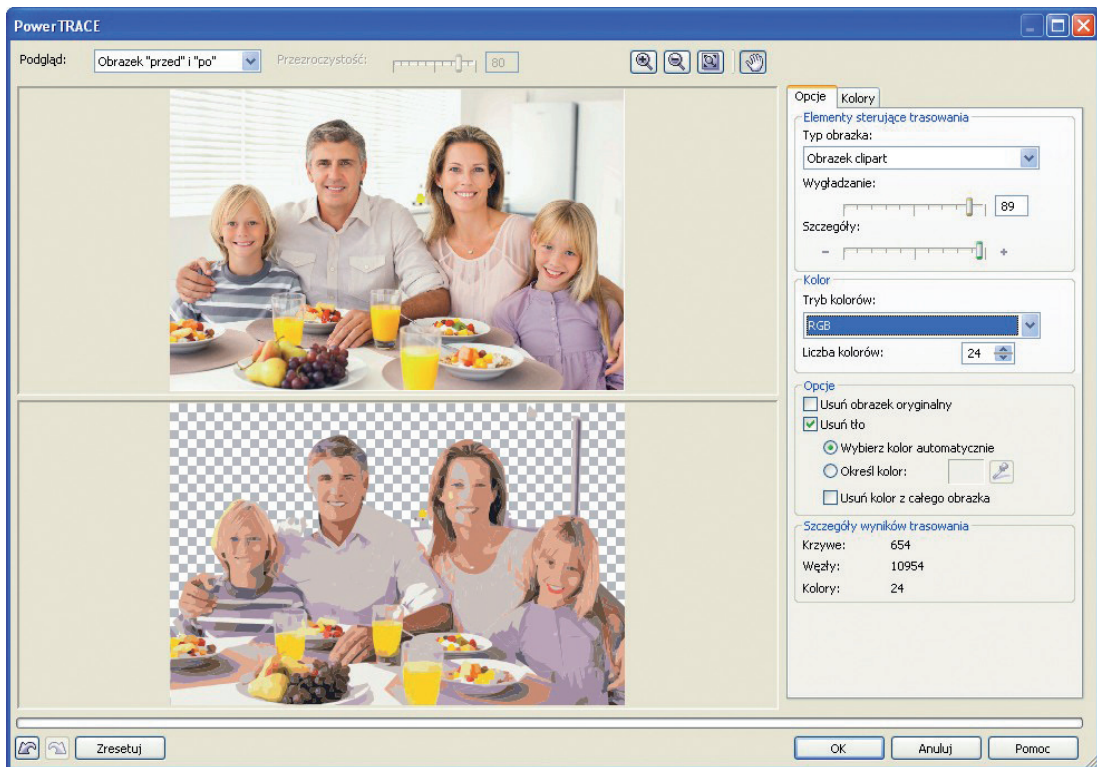 PowerTRACE
Podgląd: Obrazek "przed" i "po" Przezroczystość: 80
Opcje Kolory
Elementy sterujące trasowania
Typ obrazka:
Obrazek clipart
Wygładzanie:
89
Szczegóły:
- +
Kolor
Tryb kolorów:
RGB
Liczba kolorów: 24
Opcje
Usuń obrazek oryginalny
Usuń tło
Wybierz kolor automatycznie
Określ kolor:
Usuń kolor z całego obrazka
Szczegóły wyników trasowania
Krzywe: 654
Węzły: 10954
Kolory: 24
Zresetuj OK Anuluj Pomoc